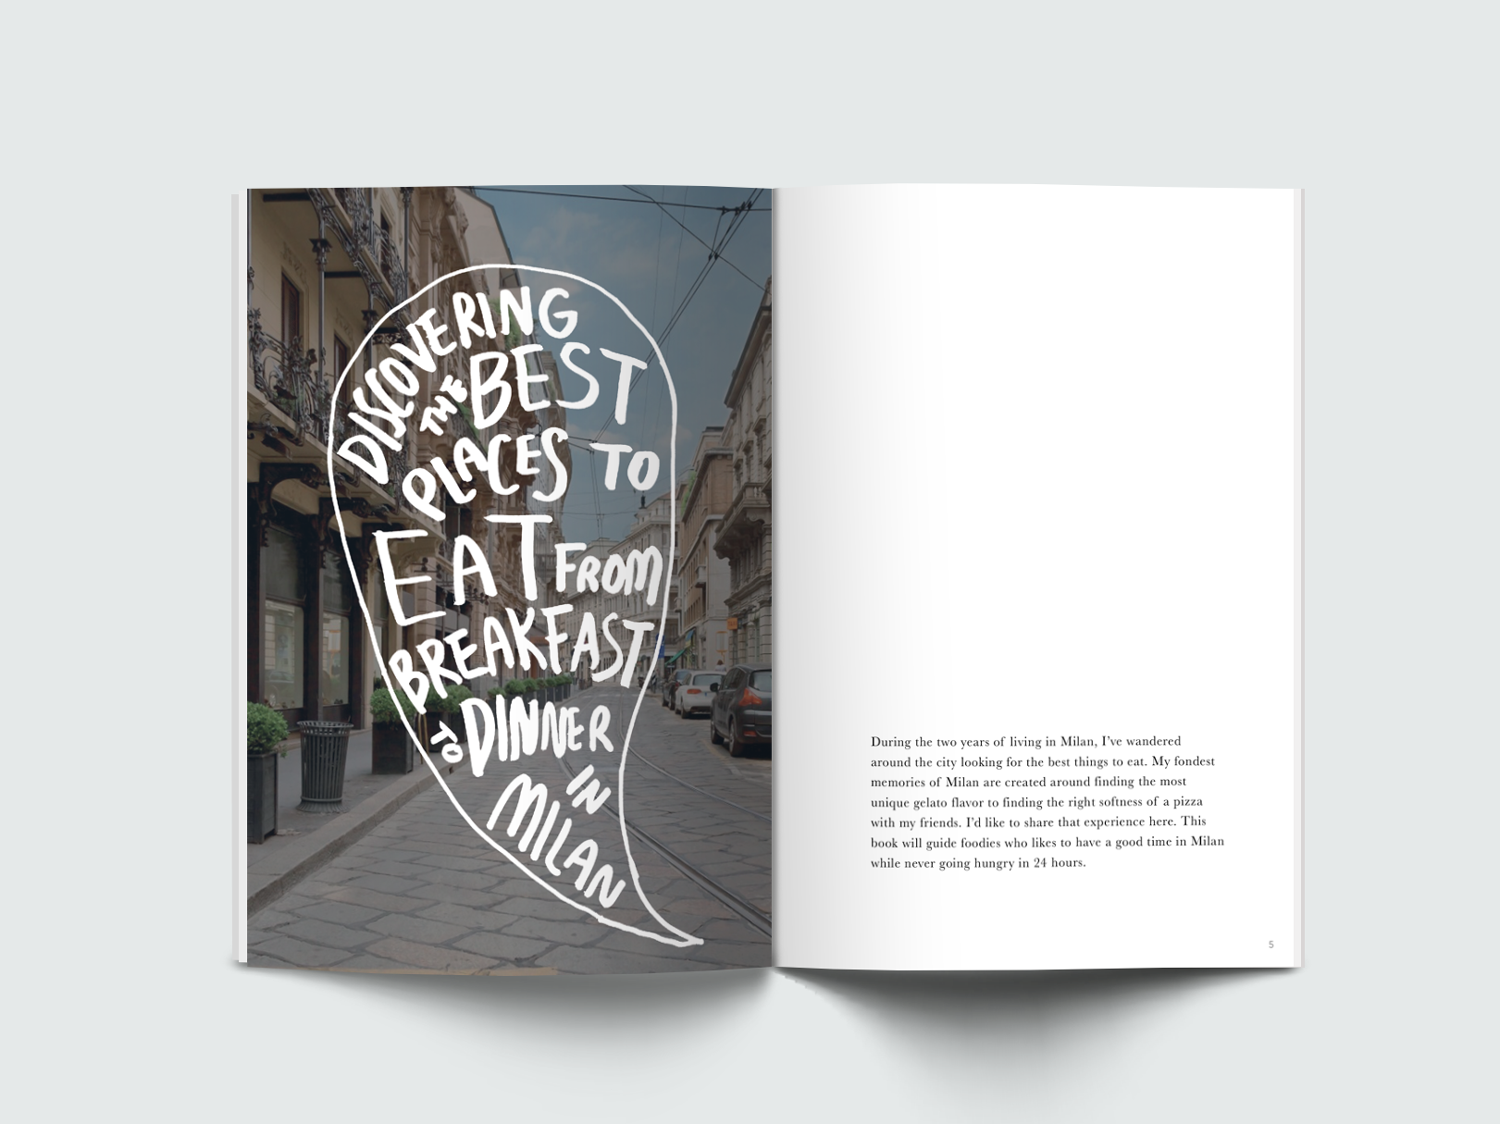 DISCOVERING
THE BEST
PLACES TO
EAT FROM
BREAKFAST
TO DINNER
IN
MILAN
During the two years of living in Milan, I've wandered
around the city looking for the best things to eat. My fondest
memories of Milan are created around finding the most
unique gelato flavor to finding the right softness of a pizza
with my friends. I'd like to share that experience here. This
book will guide foodies who likes to have a good time in Milan
while never going hungry in 24 hours.
5